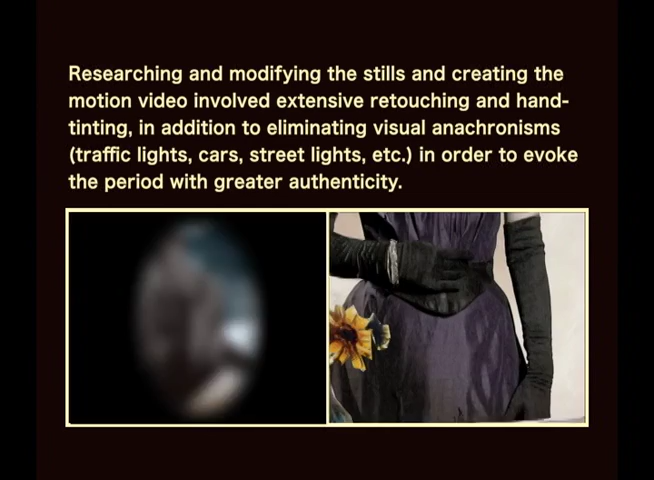 Researching and modifying the stills and creating the
motion video involved extensive retouching and hand-
tinting, in addition to eliminating visual anachronisms
(traffic lights, cars, street lights, etc.) in order to evoke
the period with greater authenticity.